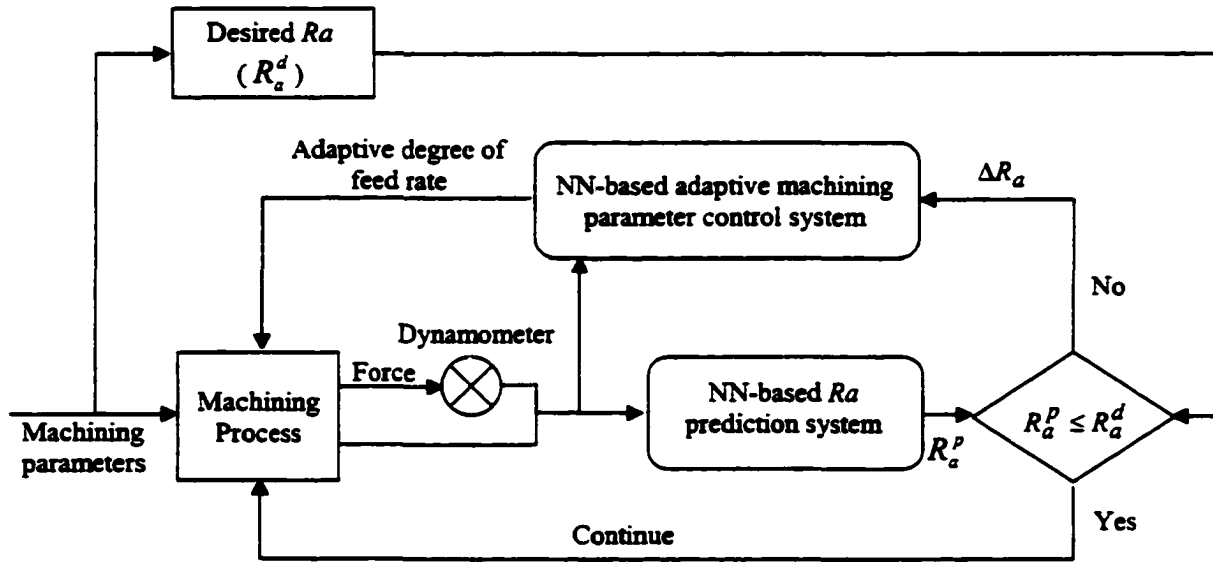 Desired Ra
( R_a^d )
Adaptive degree of
feed rate
NN-based adaptive machining
parameter control system
ΔR_a
No
Dynamometer
Force
Machining
Process
NN-based Ra
prediction system
R_a^p ≤ R_a^d
R_a^p
Machining
parameters
Yes
Continue